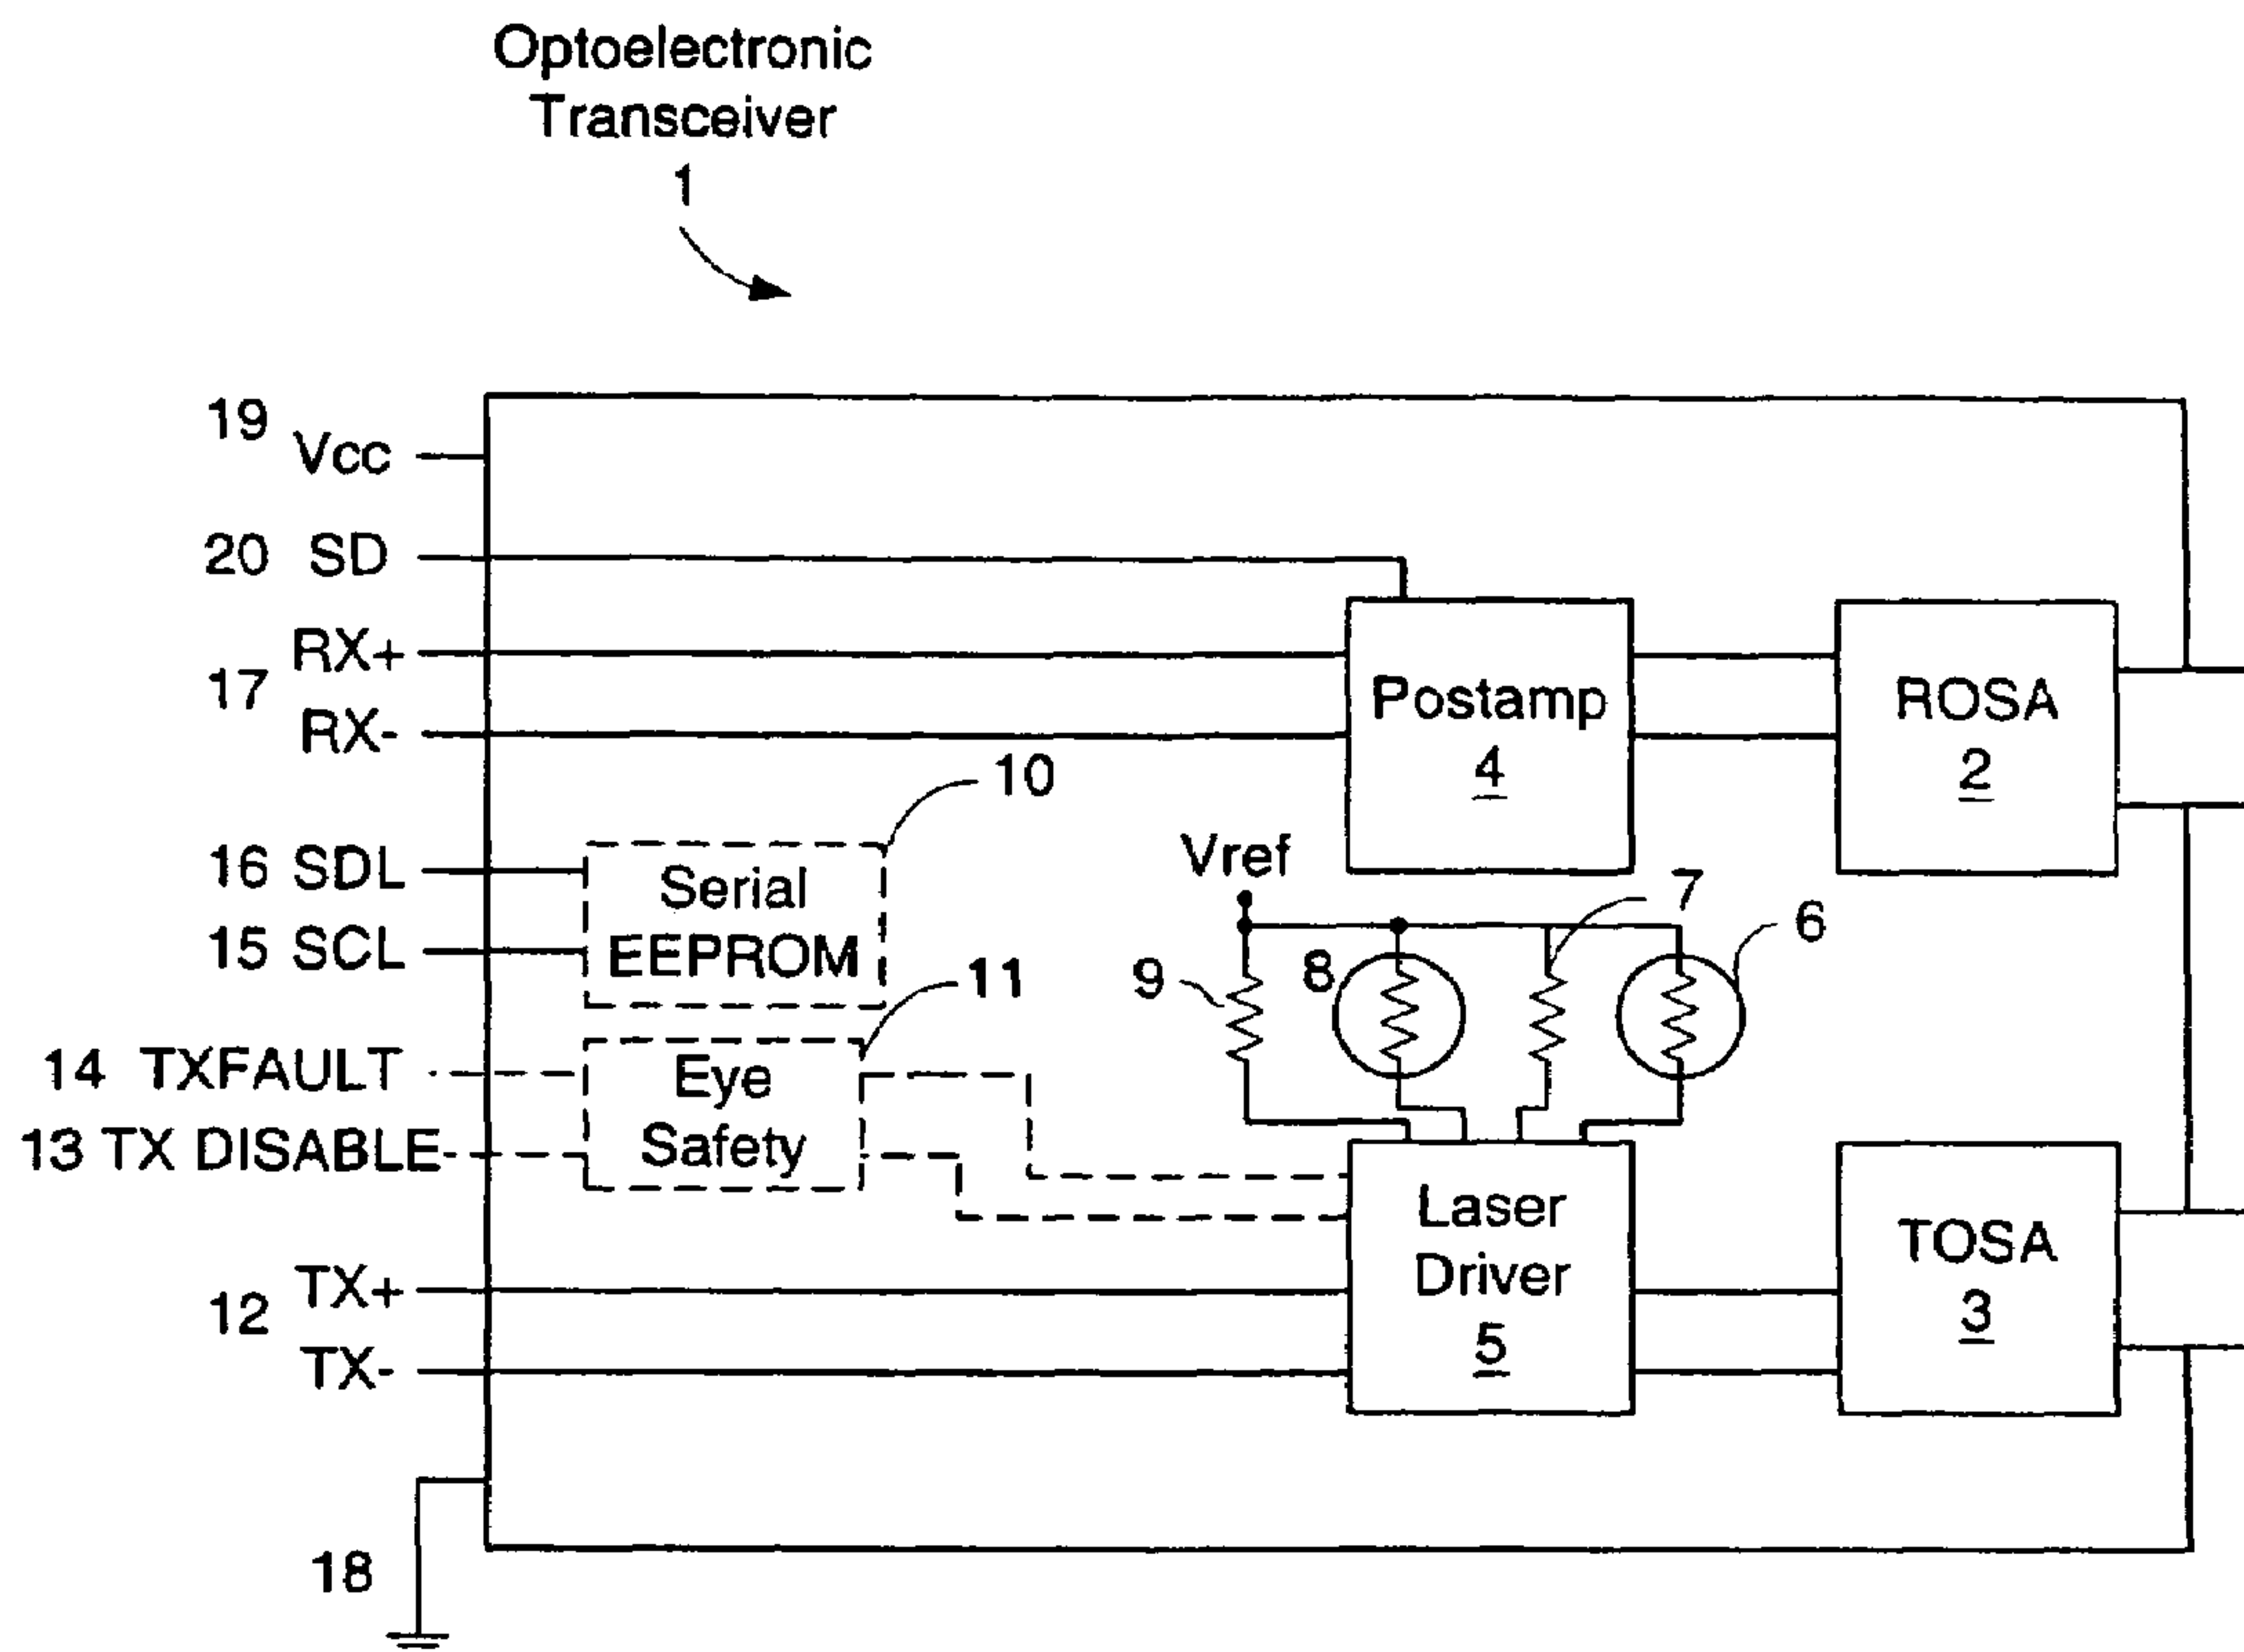 Optoelectronic
Transceiver
1
19
Vcc
20 SD
RX+
17
RX-
Postamp
4
ROSA
2
10
16 SDL
15 SCL
Serial
EEPROM
Vref
7
6
8
9
11
14 TXFAULT
13 TX DISABLE
Eye
Safety
Laser
Driver
5
TOSA
3
TX+
12
TX-
18